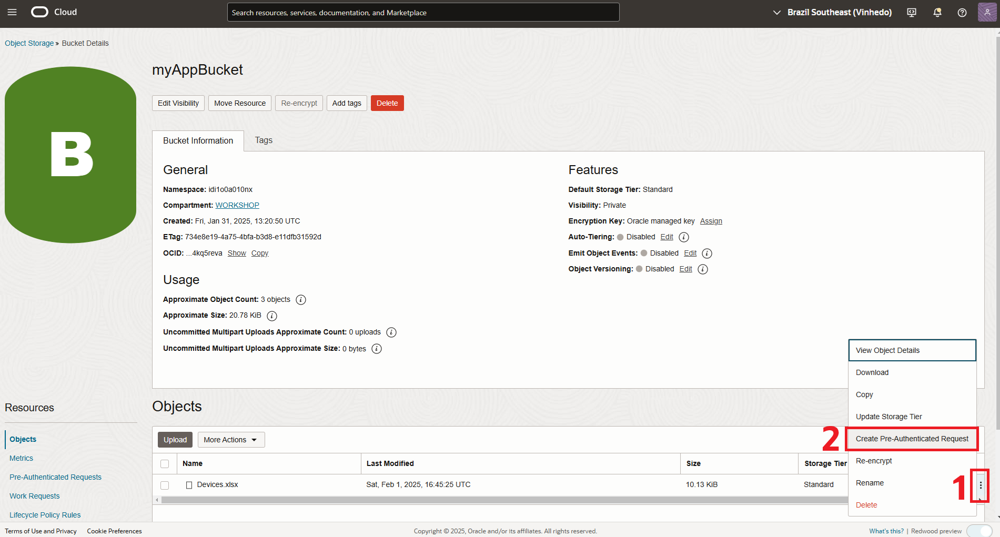 Cloud
Search resources, services, documentation, and Marketplace
Brazil Southeast (Vinhedo)
Object Storage » Bucket Details
B
myAppBucket
Edit Visibility
Move Resource
Re-encrypt
Add tags
Delete
Bucket Information
Tags
General
Namespace: idi1o0a010nx
Compartment: WORKSHOP
Created: Fri, Jan 31, 2025, 13:20:50 UTC
ETag: 734e8e19-4a75-4bfa-b3d8-e11dfb31592d
OCID: ...4kq5reva Show Copy
Usage
Approximate Object Count: 3 objects
Approximate Size: 20.78 KiB
Uncommitted Multipart Uploads Approximate Count: 0 uploads
Uncommitted Multipart Uploads Approximate Size: 0 bytes
Features
Default Storage Tier: Standard
Visibility: Private
Encryption Key: Oracle managed key Assign
Auto-Tiering: Disabled Edit
Emit Object Events: Disabled Edit
Object Versioning: Disabled Edit
Resources
Objects
Metrics
Pre-Authenticated Requests
Work Requests
Lifecycle Policy Rules
Objects
Upload
More Actions
Name
Last Modified
Size
Storage Tier
Devices.xlsx
Sat, Feb 1, 2025, 16:45:25 UTC
10.13 KiB
Standard
View Object Details
Download
Copy
Update Storage Tier
2
Create Pre-Authenticated Request
Re-encrypt
Rename
1
Delete
Terms of Use and Privacy
Cookie Preferences
Copyright © 2025, Oracle and/or its affiliates. All rights reserved.
What's this? | Redwood preview